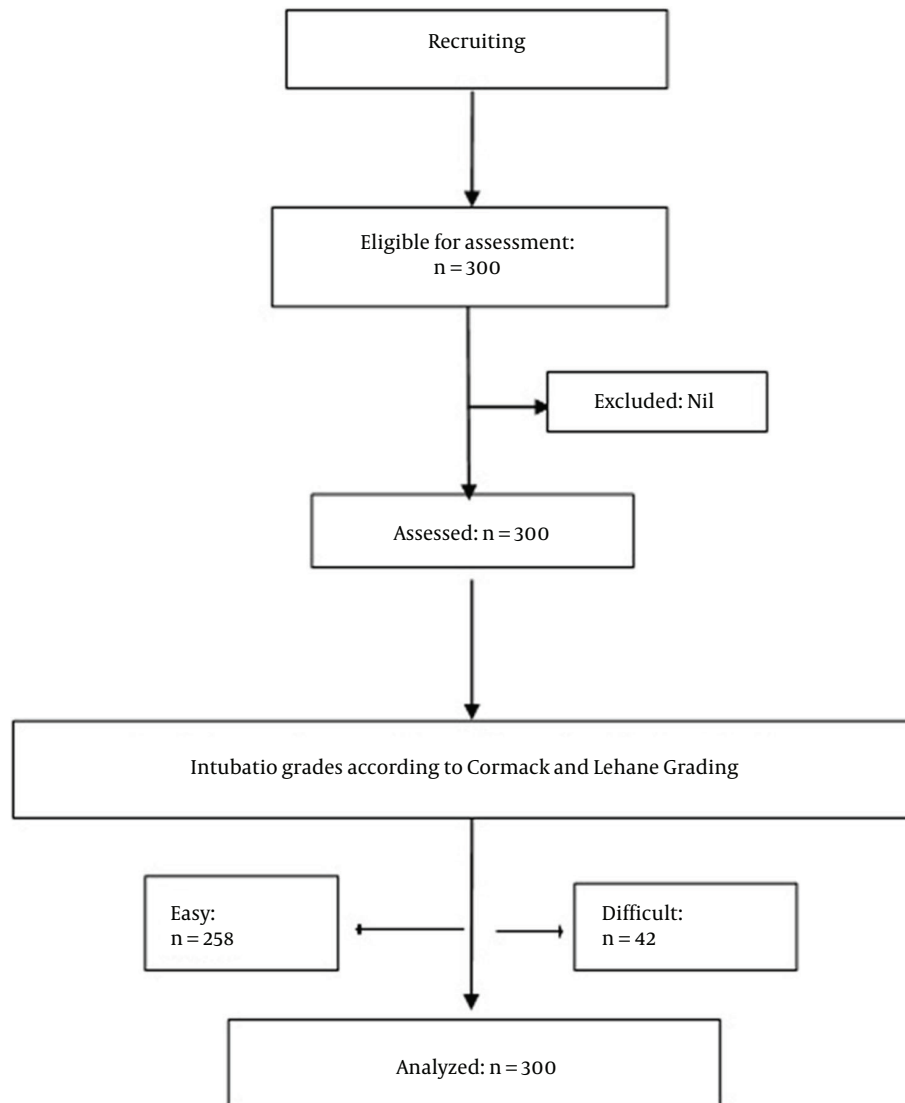 Recruiting
Eligible for assessment:
n = 300
Excluded: Nil
Assessed: n = 300
Intubatio grades according to Cormack and Lehane Grading
Easy:
n = 258
Difficult:
n = 42
Analyzed: n = 300